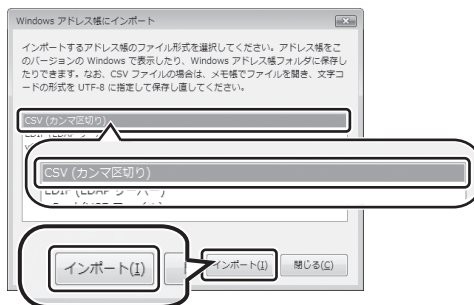 Windows アドレス帳にインポート
インポートするアドレス帳のファイル形式を選択してください。アドレス帳をこ
のバージョンの Windows で表示したり、Windows アドレス帳フォルダに保存し
たりできます。なお、CSV ファイルの場合は、メモ帳でファイルを開き、文字コ
ードの形式を UTF-8 に指定して保存し直してください。
CSV (カンマ区切り)
CSV (カンマ区切り)
LDIF (LDAP サーバー)
インポート(I)
インポート(I)
閉じる(C)